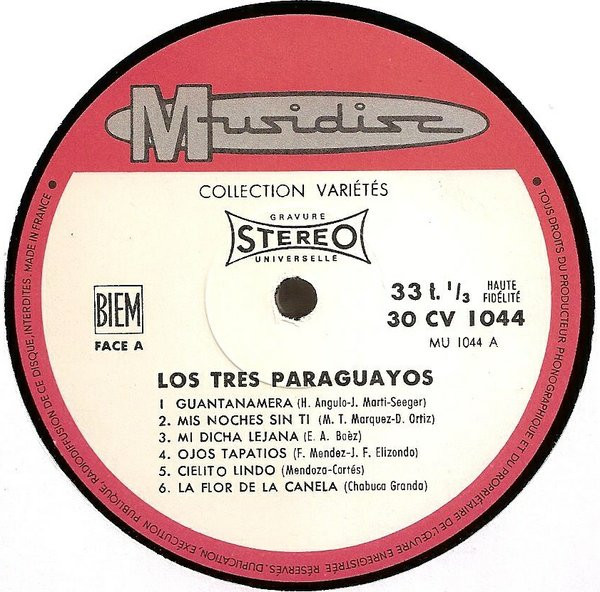 Musidisc
COLLECTION VARIÉTÉS
GRAVURE
STEREO
UNIVERSELLE
BIEM
FACE A
33 t. 1/3 HAUTE FIDÉLITÉ
30 CV 1044
MU 1044 A
LOS TRES PARAGUAYOS
1 GUANTANAMERA (H. Angulo-J. Marti-Seeger)
2. MIS NOCHES SIN TI (M. T. Marquez-D. Ortiz)
3. MI DICHA LEJANA (E. A. Baèz)
4. OJOS TAPATIOS (F. Mendez-J. F. Elizondo)
5. CIELITO LINDO (Mendoza-Cortés)
6. LA FLOR DE LA CANELA (Chabuca Granda)
• TOUS DROITS DU PRODUCTEUR PHONOGRAPHIQUE ET DU PROPRIÉTAIRE DE L'ŒUVRE ENREGISTRÉE RÉSERVÉS. DUPLICATION, EXÉCUTION PUBLIQUE, RADIODIFFUSION DE CE DISQUE, INTERDITES. MADE IN FRANCE •